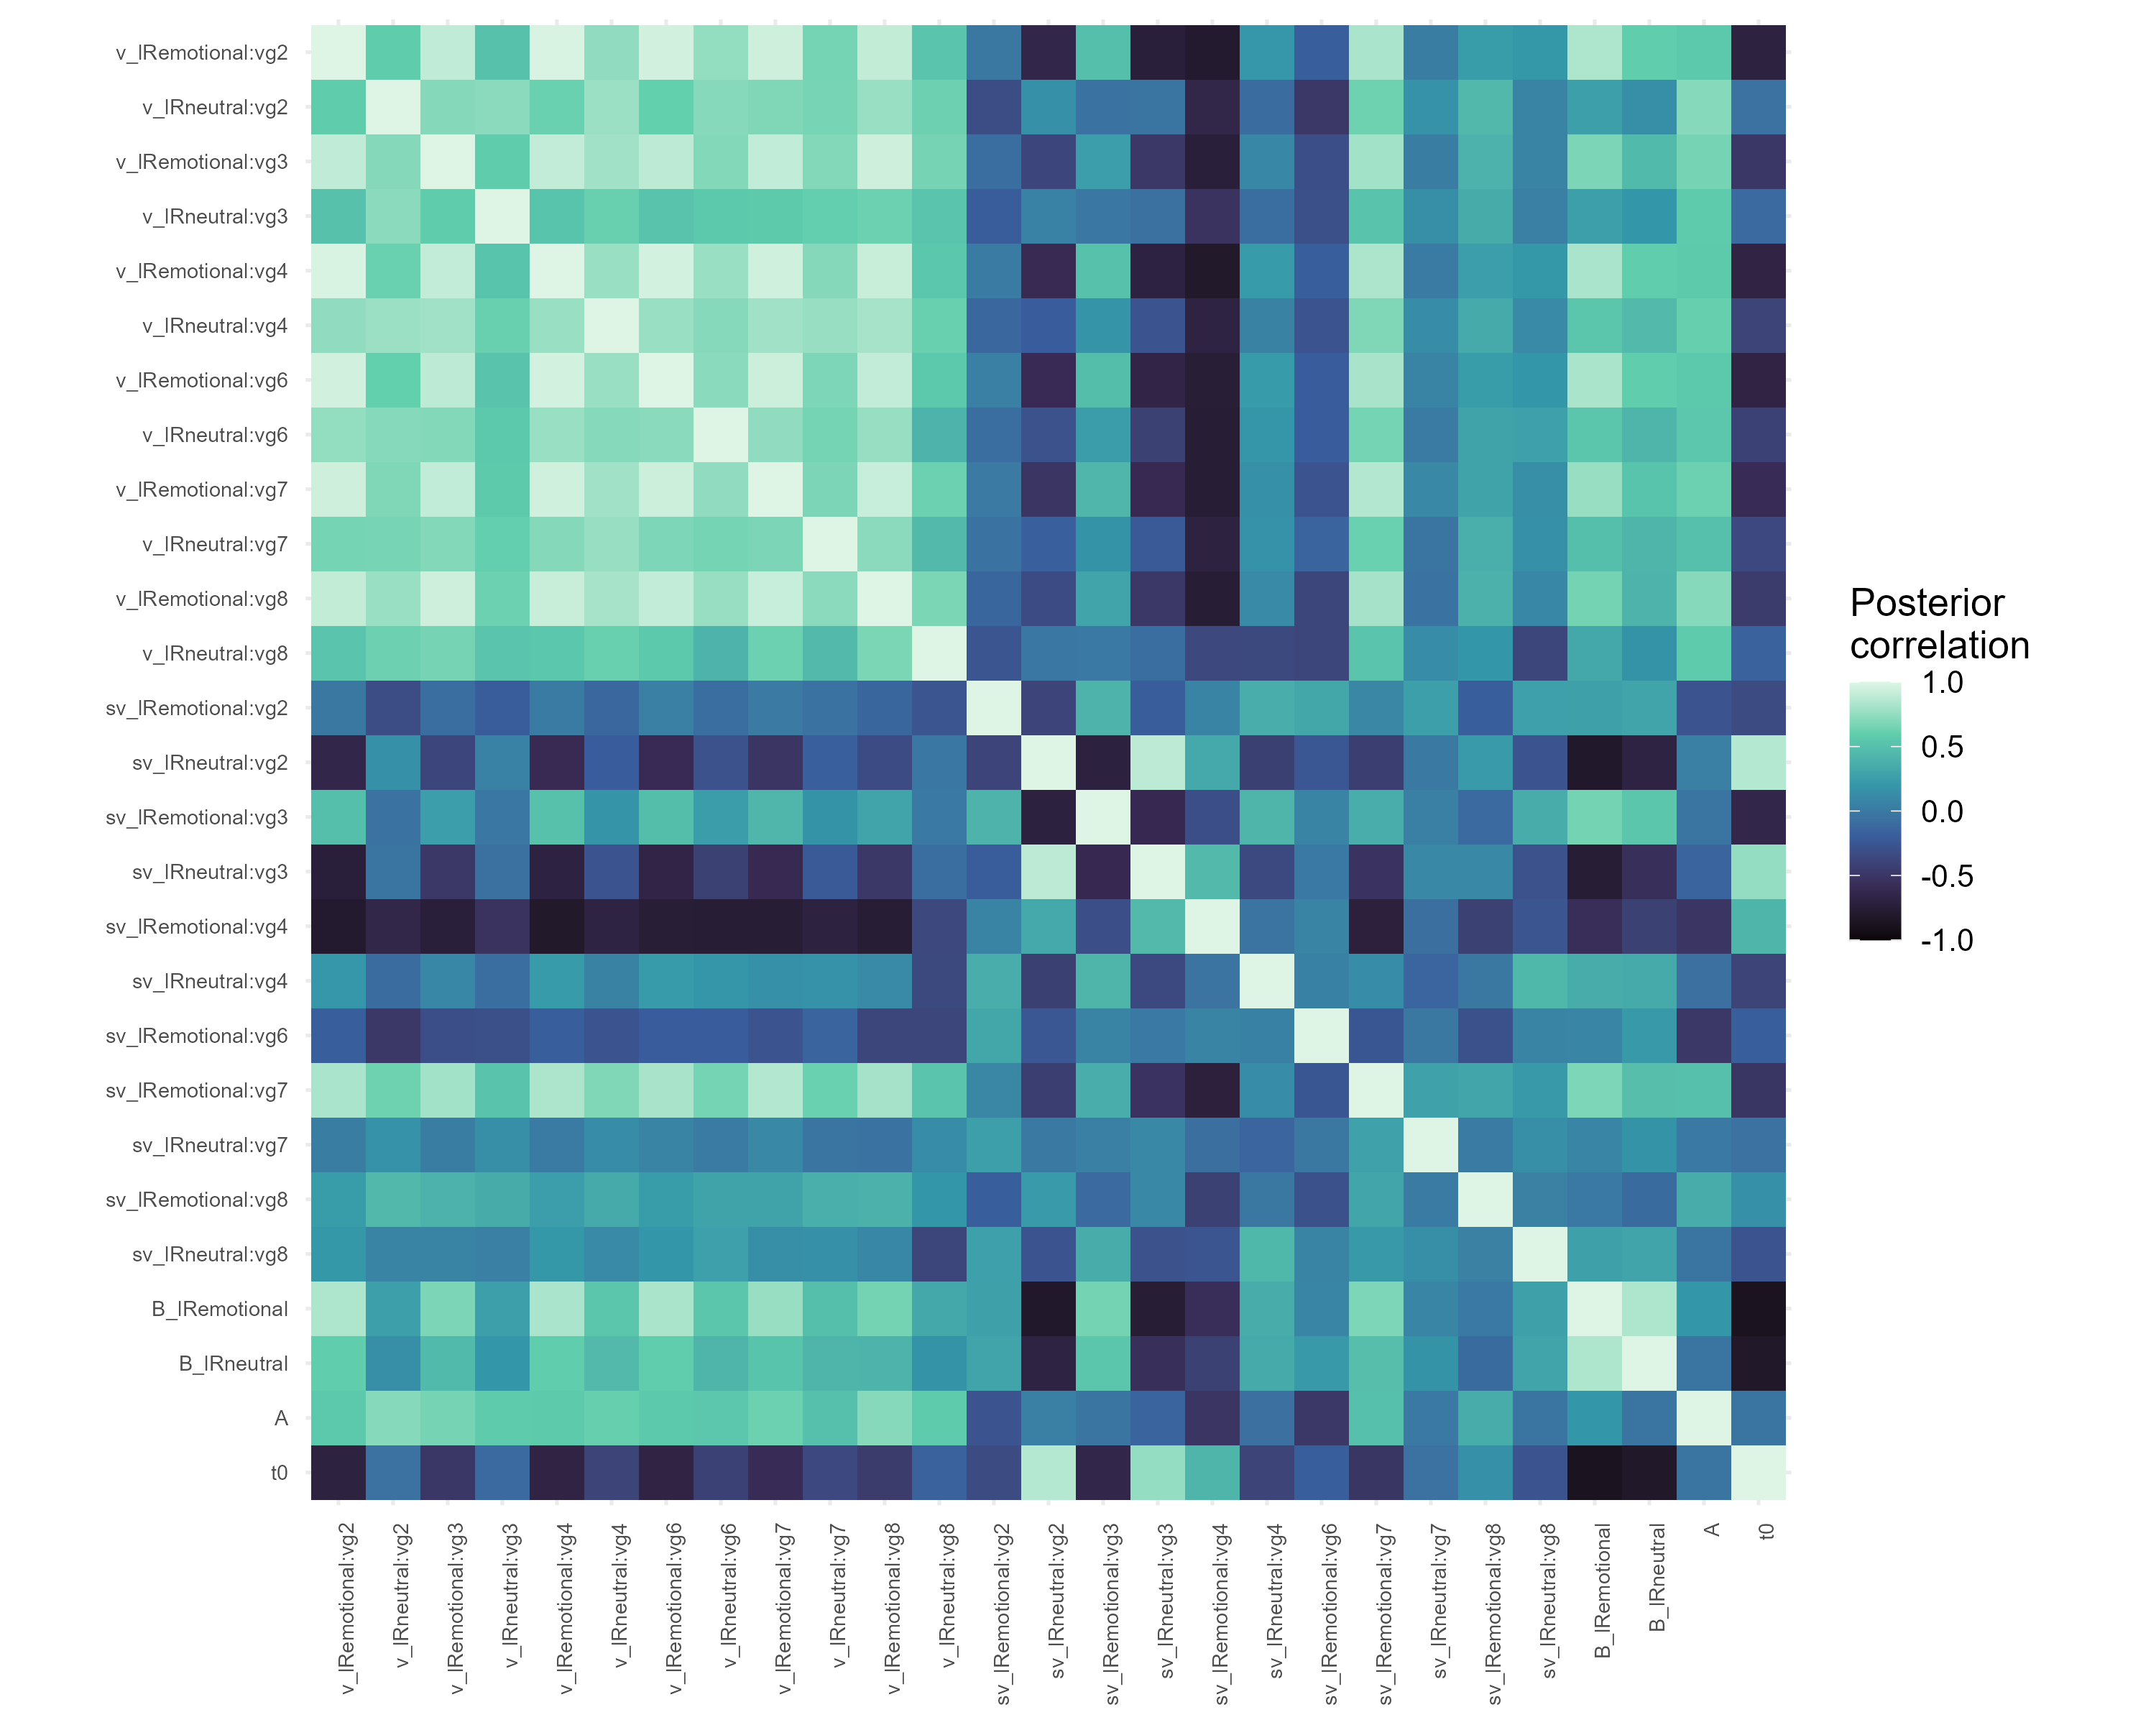 v_lRemotional:vg2
v_lRneutral:vg2
v_lRemotional:vg3
v_lRneutral:vg3
v_lRemotional:vg4
v_lRneutral:vg4
v_lRemotional:vg6
v_lRneutral:vg6
v_lRemotional:vg7
v_lRneutral:vg7
v_lRemotional:vg8
v_lRneutral:vg8
sv_lRemotional:vg2
sv_lRneutral:vg2
sv_lRemotional:vg3
sv_lRneutral:vg3
sv_lRemotional:vg4
sv_lRneutral:vg4
sv_lRemotional:vg6
sv_lRemotional:vg7
sv_lRneutral:vg7
sv_lRemotional:vg8
sv_lRneutral:vg8
B_lRemotional
B_lRneutral
A
t0
v_lRemotional:vg2
v_lRneutral:vg2
v_lRemotional:vg3
v_lRneutral:vg3
v_lRemotional:vg4
v_lRneutral:vg4
v_lRemotional:vg6
v_lRneutral:vg6
v_lRemotional:vg7
v_lRneutral:vg7
v_lRemotional:vg8
v_lRneutral:vg8
sv_lRemotional:vg2
sv_lRneutral:vg2
sv_lRemotional:vg3
sv_lRneutral:vg3
sv_lRemotional:vg4
sv_lRneutral:vg4
sv_lRemotional:vg6
sv_lRemotional:vg7
sv_lRneutral:vg7
sv_lRemotional:vg8
sv_lRneutral:vg8
B_lRemotional
B_lRneutral
A
t0
Posterior
correlation
1.0
0.5
0.0
-0.5
-1.0